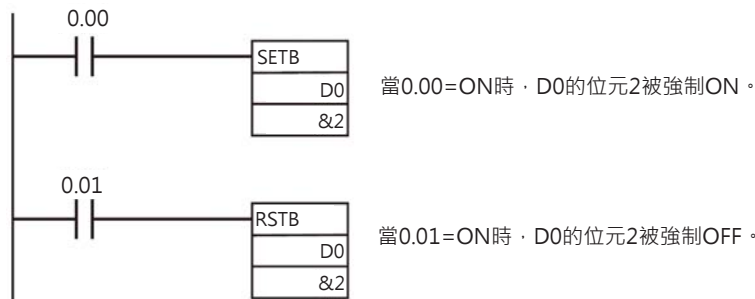 0.00
SETB
D0
&2
當0.00=ON時，D0的位元2被強制ON。
0.01
RSTB
D0
&2
當0.01=ON時，D0的位元2被強制OFF。